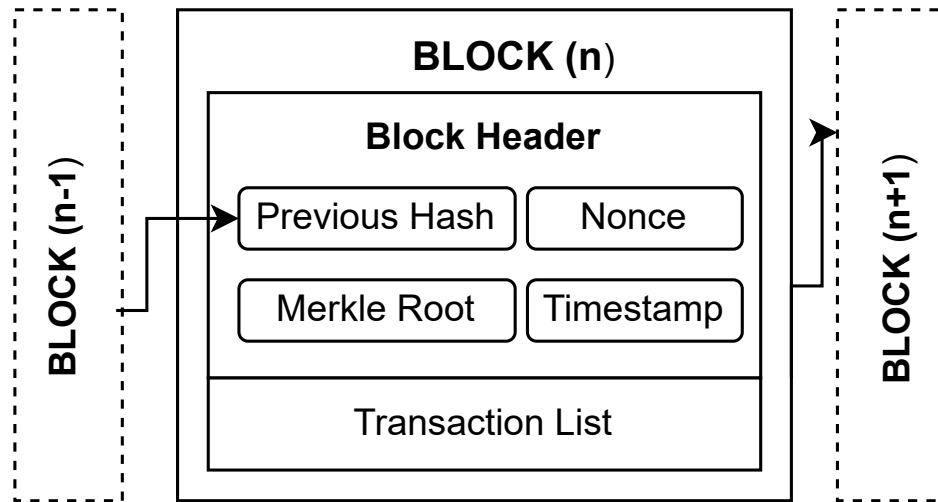 BLOCK (n-1)
BLOCK (n)
Block Header
Previous Hash
Nonce
Merkle Root
Timestamp
Transaction List
BLOCK (n+1)